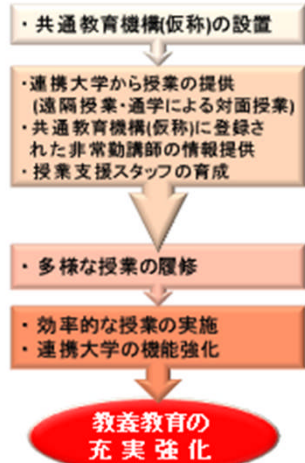 ・共通教育機構(仮称)の設置
・連携大学から授業の提供
(遠隔授業・通学による対面授業)
・共通教育機構(仮称)に登録さ
れた非常勤講師の情報提供
・授業支援スタッフの育成
・多様な授業の履修
・効率的な授業の実施
・連携大学の機能強化
教養教育の
充実強化